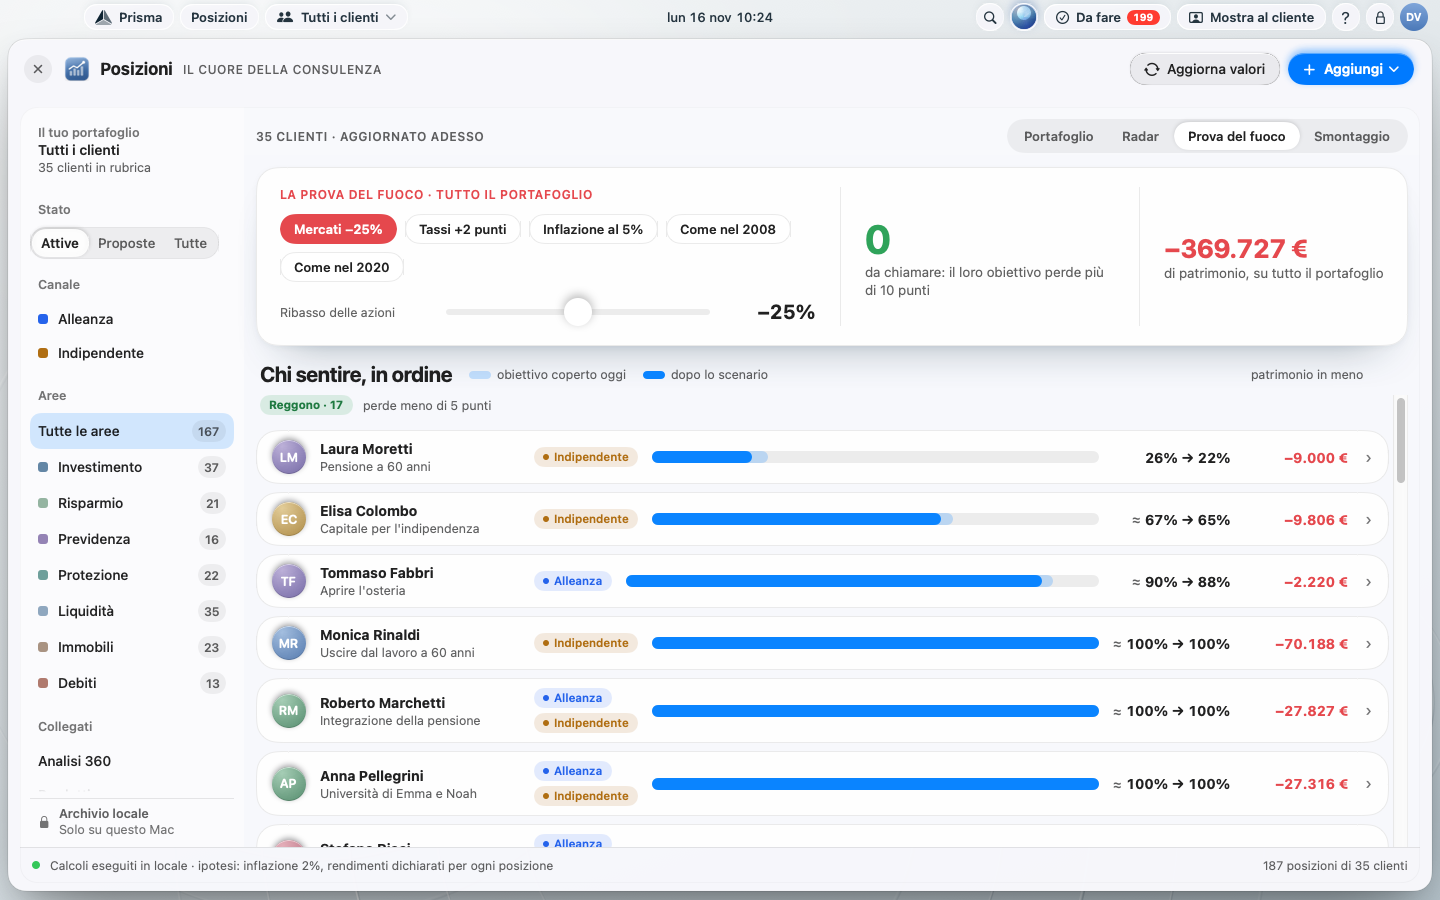 Prisma
Posizioni
Tutti i clienti
lun 16 nov 10:24
Da fare 199
Mostra al cliente
?
DV
Posizioni IL CUORE DELLA CONSULENZA
Aggiorna valori
+ Aggiungi
Il tuo portafoglio
Tutti i clienti
35 clienti in rubrica
Stato
Attive Proposte Tutte
Canale
Alleanza
Indipendente
Aree
Tutte le aree 167
Investimento 37
Risparmio 21
Previdenza 16
Protezione 22
Liquidità 35
Immobili 23
Debiti 13
Collegati
Analisi 360
Archivio locale
Solo su questo Mac
35 CLIENTI · AGGIORNATO ADESSO
Portafoglio Radar Prova del fuoco Smontaggio
LA PROVA DEL FUOCO · TUTTO IL PORTAFOGLIO
Mercati −25% Tassi +2 punti Inflazione al 5% Come nel 2008
Come nel 2020
Ribasso delle azioni −25%
0
da chiamare: il loro obiettivo perde più
di 10 punti
−369.727 €
di patrimonio, su tutto il portafoglio
Chi sentire, in ordine obiettivo coperto oggi dopo lo scenario patrimonio in meno
Reggono · 17 perde meno di 5 punti
LM Laura Moretti
Pensione a 60 anni
Indipendente
26% → 22% −9.000 € ›
EC Elisa Colombo
Capitale per l'indipendenza
Indipendente
≈ 67% → 65% −9.806 € ›
TF Tommaso Fabbri
Aprire l'osteria
Alleanza
≈ 90% → 88% −2.220 € ›
MR Monica Rinaldi
Uscire dal lavoro a 60 anni
Indipendente
≈ 100% → 100% −70.188 € ›
RM Roberto Marchetti
Integrazione della pensione
Alleanza
Indipendente
≈ 100% → 100% −27.827 € ›
AP Anna Pellegrini
Università di Emma e Noah
Alleanza
Indipendente
≈ 100% → 100% −27.316 € ›
Alleanza
Calcoli eseguiti in locale · ipotesi: inflazione 2%, rendimenti dichiarati per ogni posizione
187 posizioni di 35 clienti